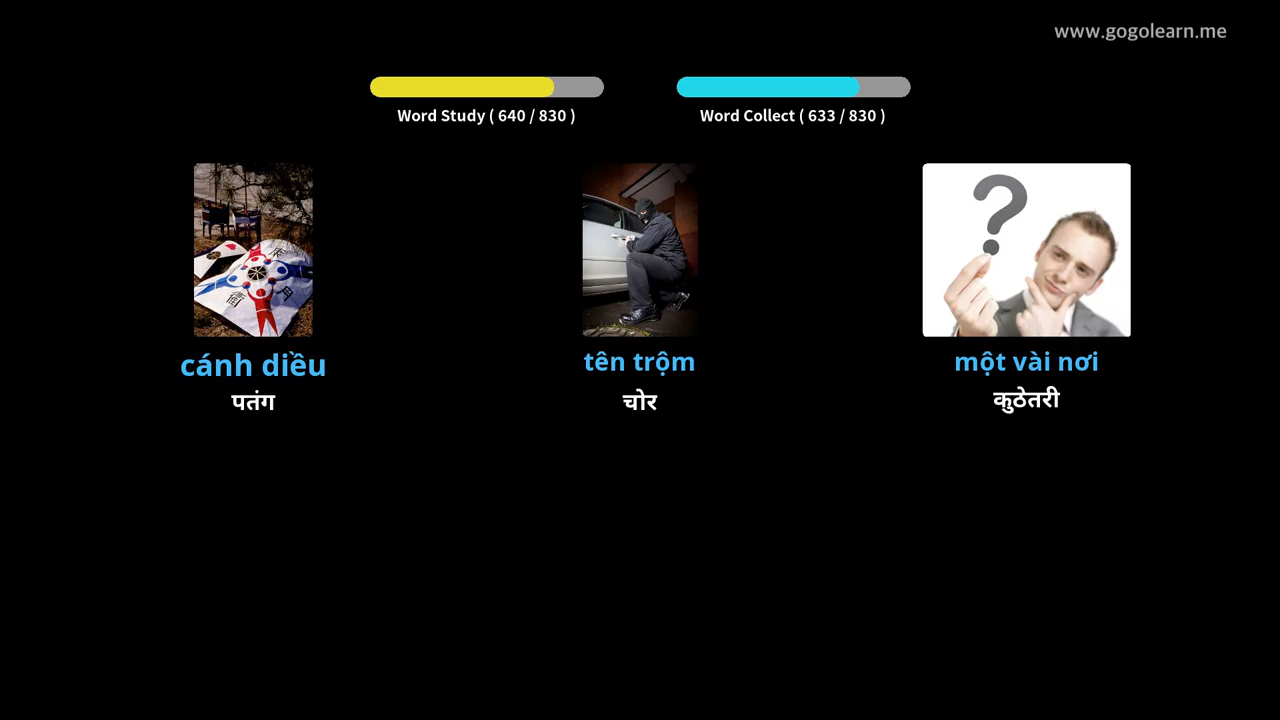 www.gogolearn.me
Word Study ( 640 / 830 )
Word Collect ( 633 / 830 )
cánh diều
पतंग
tên trộm
चोर
một vài nơi
कुठेतरी